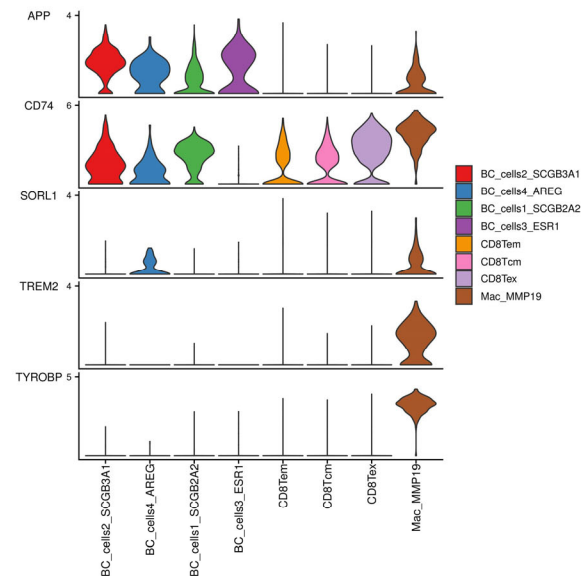 APP 4
CD74 6
SORL1 4
TREM2 4
TYROBP 5
BC_cells2_SCGB3A1
BC_cells4_AREG
BC_cells1_SCGB2A2
BC_cells3_ESR1
CD8Tem
CD8Tcm
CD8Tex
Mac_MMP19
BC_cells2_SCGB3A1
BC_cells4_AREG
BC_cells1_SCGB2A2
BC_cells3_ESR1
CD8Tem
CD8Tcm
CD8Tex
Mac_MMP19